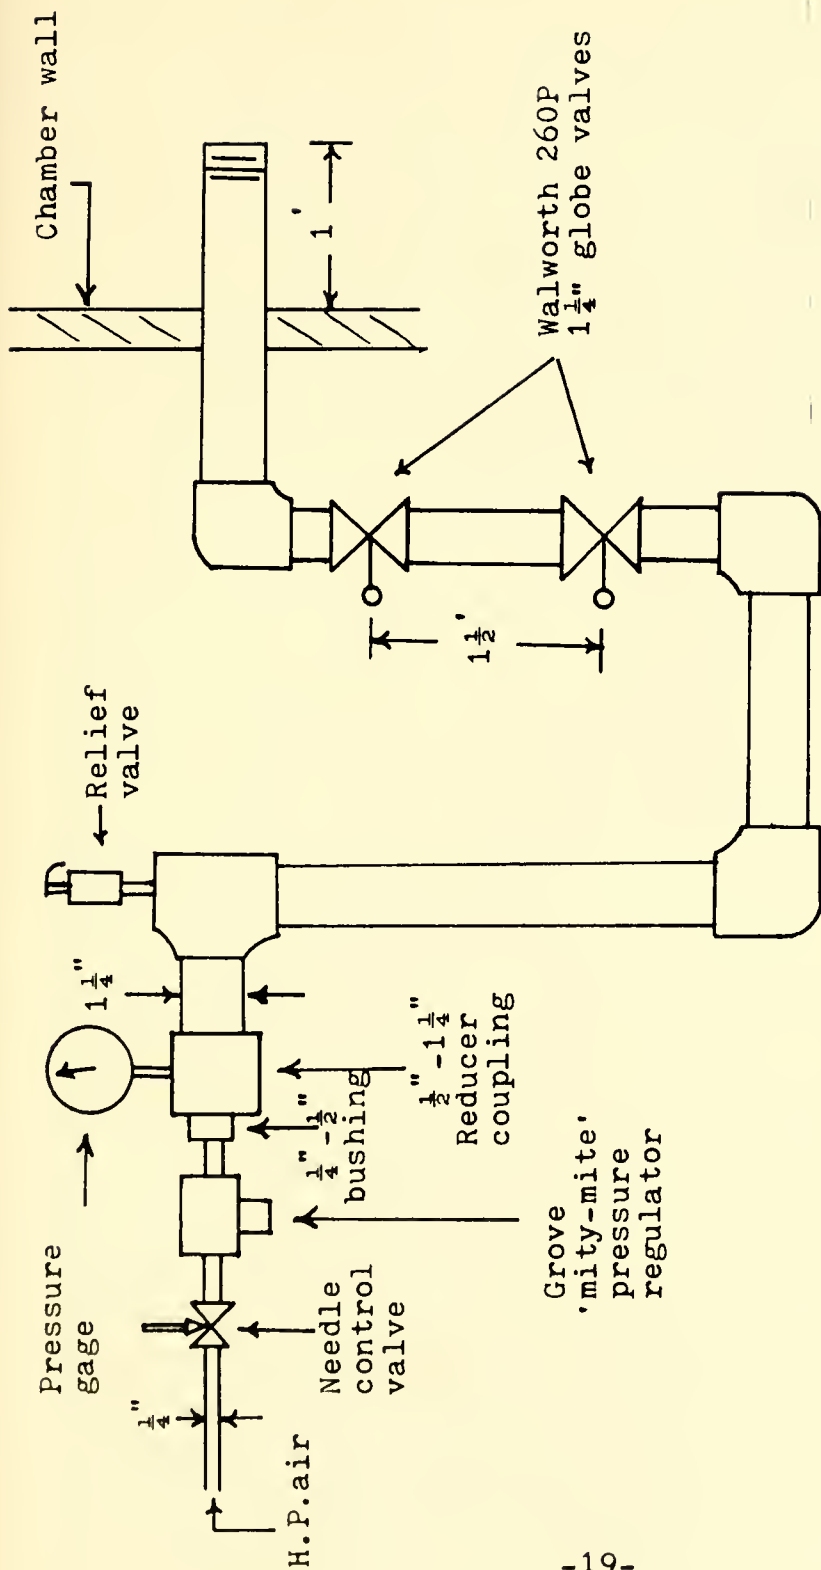 Chamber wall
1'
Walworth 260P
1¼" globe valves
1½'
Relief
valve
1¼"
½"-1¼"
Reducer
coupling
¼"-½"
bushing
Grove
'mity-mite'
pressure
regulator
Pressure
gage
Needle
control
valve
¼"
H.P.air
-19-